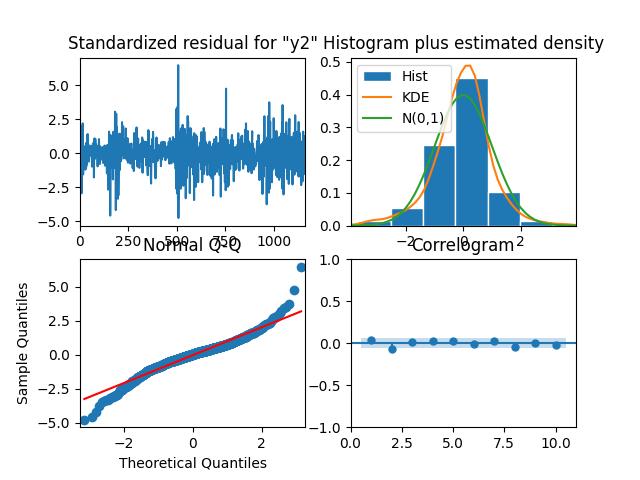 Standardized residual for "y2"
Histogram plus estimated density
5.0
2.5
0.0
−2.5
−5.0
0 250 500 750 1000
0.5
0.4
0.3
0.2
0.1
0.0
−2 0 2
Hist
KDE
N(0,1)
Normal Q-Q
Correlogram
Sample Quantiles
5.0
2.5
0.0
−2.5
−5.0
−2 0 2
Theoretical Quantiles
1.0
0.5
0.0
−0.5
−1.0
0.0 2.5 5.0 7.5 10.0